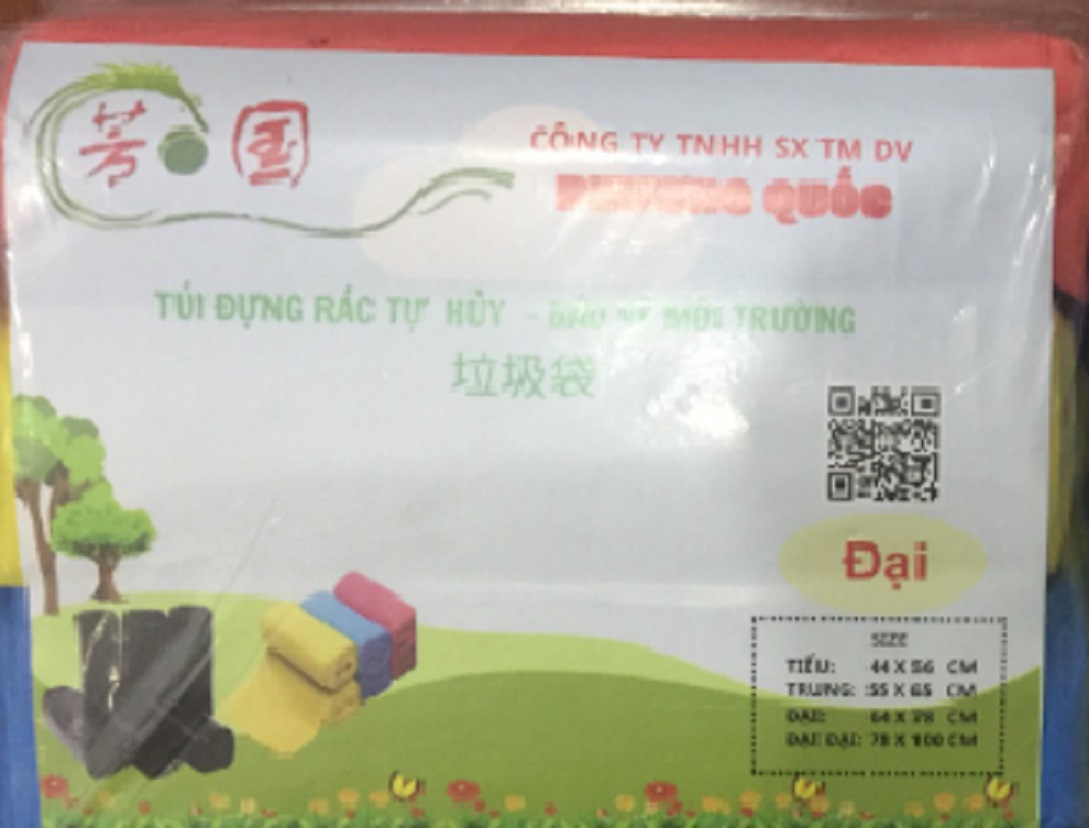 芳 国
CÔNG TY TNHH SX TM DV
PHƯƠNG QUỐC
TÚI ĐỰNG RÁC TỰ HỦY - BẢO VỆ MÔI TRƯỜNG
垃圾袋
Đại
SIZE
TIỂU: 44 X 56 CM
TRUNG: 55 X 65 CM
ĐẠI: 64 X 78 CM
ĐẠI ĐẠI: 78 X 100 CM